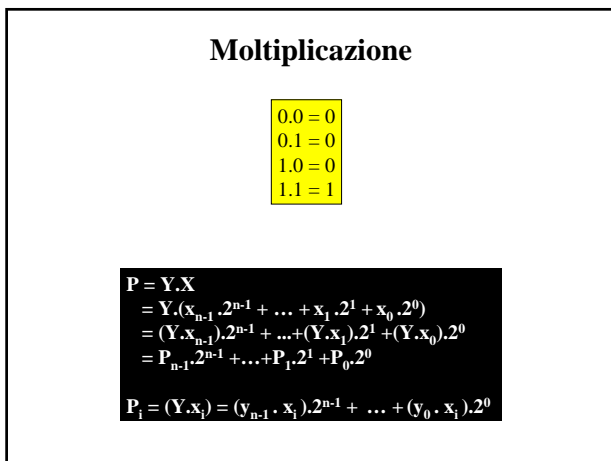 Moltiplicazione
0.0 = 0
0.1 = 0
1.0 = 0
1.1 = 1
P = Y.X
= Y.(xₙ₋₁.2ⁿ⁻¹ + … + x₁.2¹ + x₀.2⁰)
= (Y.xₙ₋₁).2ⁿ⁻¹ + ...+(Y.x₁).2¹ +(Y.x₀).2⁰
= Pₙ₋₁.2ⁿ⁻¹ +…+P₁.2¹ +P₀.2⁰
Pᵢ = (Y.xᵢ) = (yₙ₋₁ . xᵢ).2ⁿ⁻¹ + … + (y₀ . xᵢ).2⁰